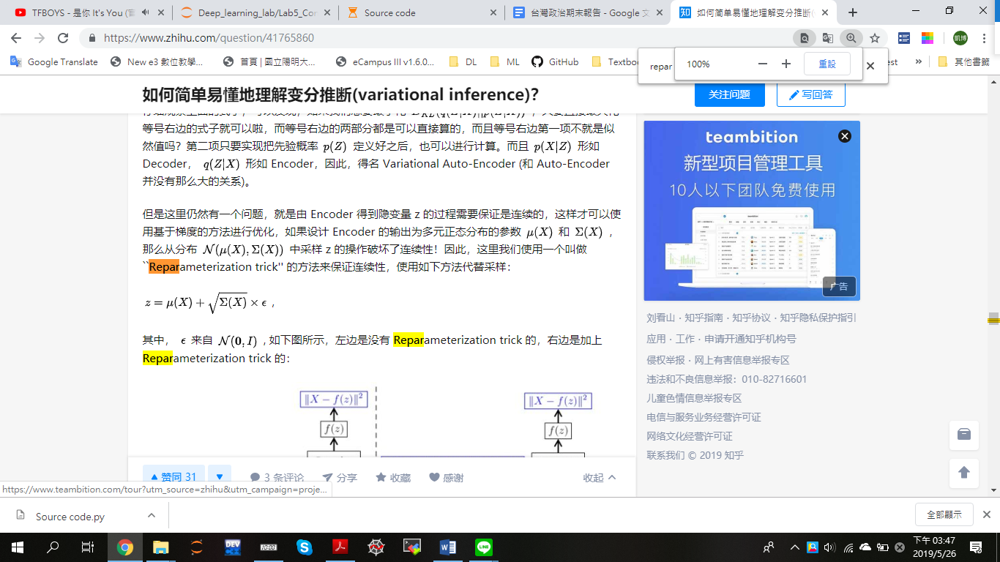 TFBOYS - 是你 It's You (官
Deep_learning_lab/Lab5_Con
Source code
台灣政治期末報告 - Google 文
如何简单易懂地理解变分推断(
https://www.zhihu.com/question/41765860
Google Translate
New e3 數位教學...
首頁 | 國立陽明大...
eCampus III v1.6.0...
DL
ML
GitHub
Textboo
est
»
其他書籤
repar
100%
重設
如何简单易懂地理解变分推断(variational inference)?
关注问题
写回答
等号右边的式子就可以啦，而等号右边的两部分都是可以直接算的，而且等号右边第一项不就是似
然值吗？第二项只要实现把先验概率 p(Z) 定义好之后，也可以进行计算。而且 p(X|Z) 形如
Decoder， q(Z|X) 形如 Encoder，因此，得名 Variational Auto-Encoder (和 Auto-Encoder
并没有那么大的关系)。
但是这里仍然有一个问题，就是由 Encoder 得到隐变量 z 的过程需要保证是连续的，这样才可以使
用基于梯度的方法进行优化，如果设计 Encoder 的输出为多元正态分布的参数 μ(X) 和 Σ(X) ，
那么从分布 𝒩(μ(X), Σ(X)) 中采样 z 的操作破坏了连续性！因此，这里我们使用一个叫做
``Reparameterization trick'' 的方法来保证连续性，使用如下方法代替采样：
z = μ(X) + √Σ(X) × ϵ ，
其中， ϵ 来自 𝒩(0, I) , 如下图所示，左边是没有 Reparameterization trick 的，右边是加上
Reparameterization trick 的：
‖X − f(z)‖²
‖X − f(z)‖²
f(z)
f(z)
赞同 31
3 条评论
分享
收藏
感谢
收起
teambition
新型项目管理工具
10人以下团队免费使用
广告
刘看山 · 知乎指南 · 知乎协议 · 知乎隐私保护指引
应用 · 工作 · 申请开通知乎机构号
侵权举报 · 网上有害信息举报专区
违法和不良信息举报：010-82716601
儿童色情信息举报专区
电信与服务业务经营许可证
网络文化经营许可证
联系我们 © 2019 知乎
https://www.teambition.com/tour?utm_source=zhihu&utm_campaign=proje...
Source code.py
全部顯示
DEV
下午 03:47
2019/5/26